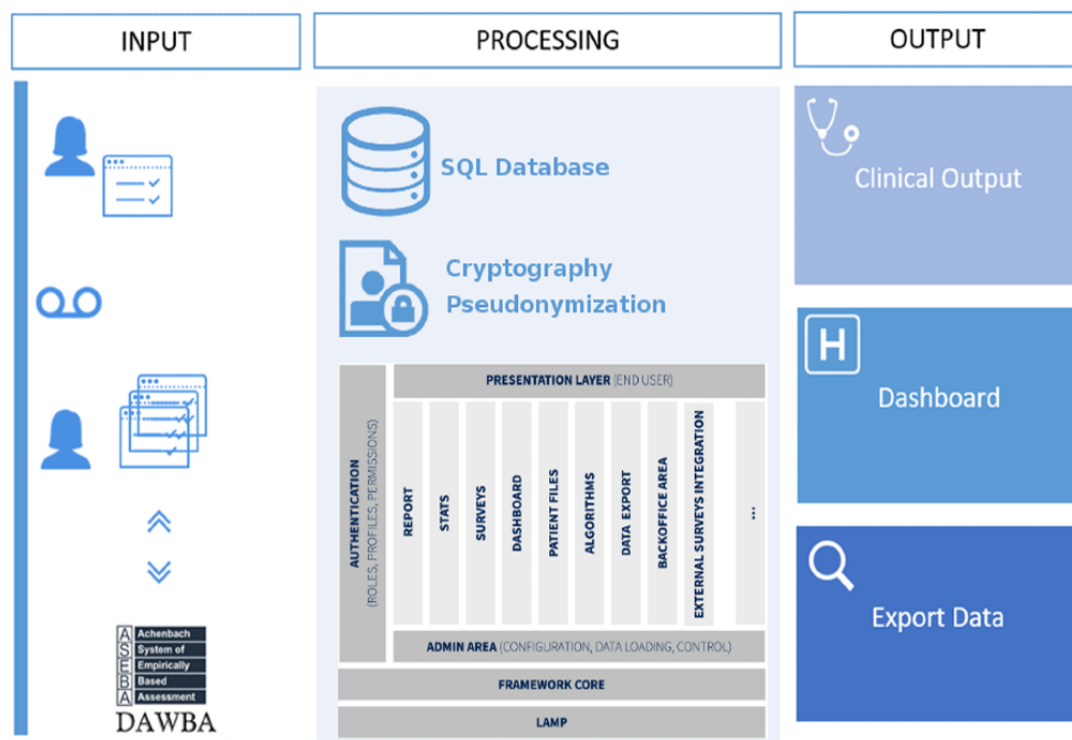 INPUT
PROCESSING
OUTPUT
SQL Database
Cryptography
Pseudonymization
Clinical Output
H
Dashboard
Export Data
AUTHENTICATION
(ROLES, PROFILES, PERMISSIONS)
PRESENTATION LAYER (END USER)
REPORT
STATS
SURVEYS
DASHBOARD
PATIENT FILES
ALGORITHMS
DATA EXPORT
BACKOFFICE AREA
EXTERNAL SURVEYS INTEGRATION
...
ADMIN AREA (CONFIGURATION, DATA LOADING, CONTROL)
FRAMEWORK CORE
LAMP
A Achenbach
S System of
E Empirically
B Based
A Assessment
DAWBA